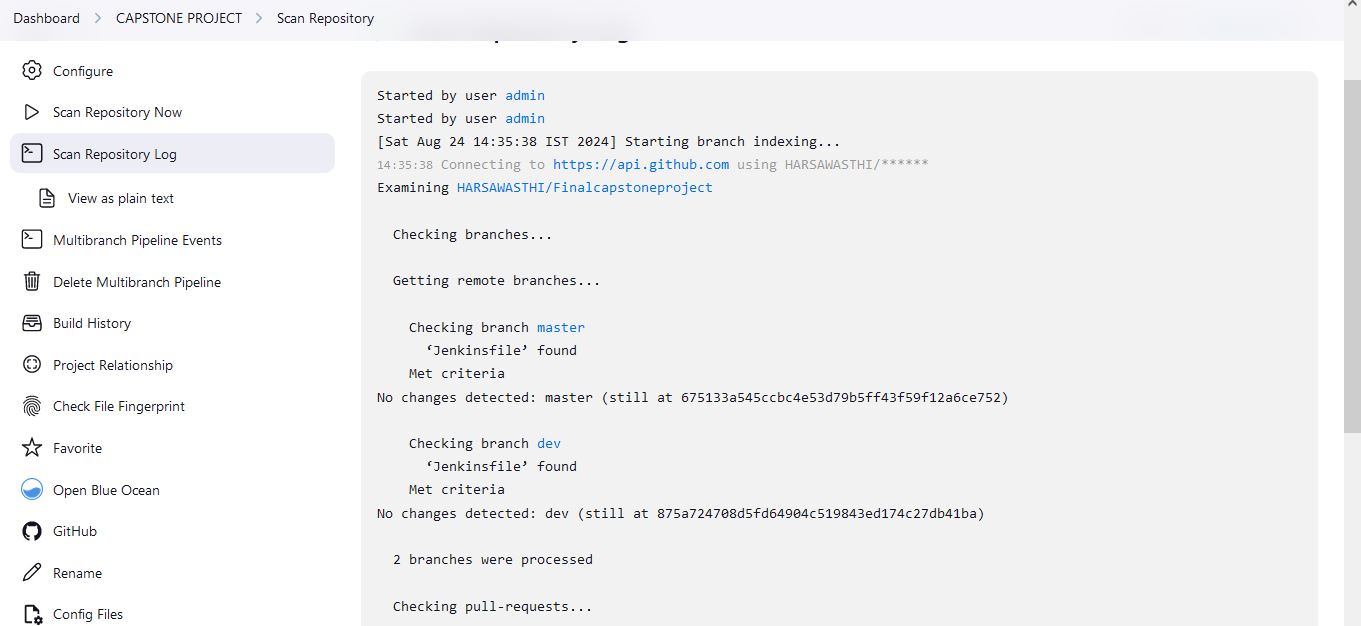 Dashboard > CAPSTONE PROJECT > Scan Repository
Configure
Scan Repository Now
Scan Repository Log
View as plain text
Multibranch Pipeline Events
Delete Multibranch Pipeline
Build History
Project Relationship
Check File Fingerprint
Favorite
Open Blue Ocean
GitHub
Rename
Config Files
Started by user admin
Started by user admin
[Sat Aug 24 14:35:38 IST 2024] Starting branch indexing...
14:35:38 Connecting to https://api.github.com using HARSAWASTHI/******
Examining HARSAWASTHI/Finalcapstoneproject
Checking branches...
Getting remote branches...
Checking branch master
‘Jenkinsfile’ found
Met criteria
No changes detected: master (still at 675133a545ccbc4e53d79b5ff43f59f12a6ce752)
Checking branch dev
‘Jenkinsfile’ found
Met criteria
No changes detected: dev (still at 875a724708d5fd64904c519843ed174c27db41ba)
2 branches were processed
Checking pull-requests...